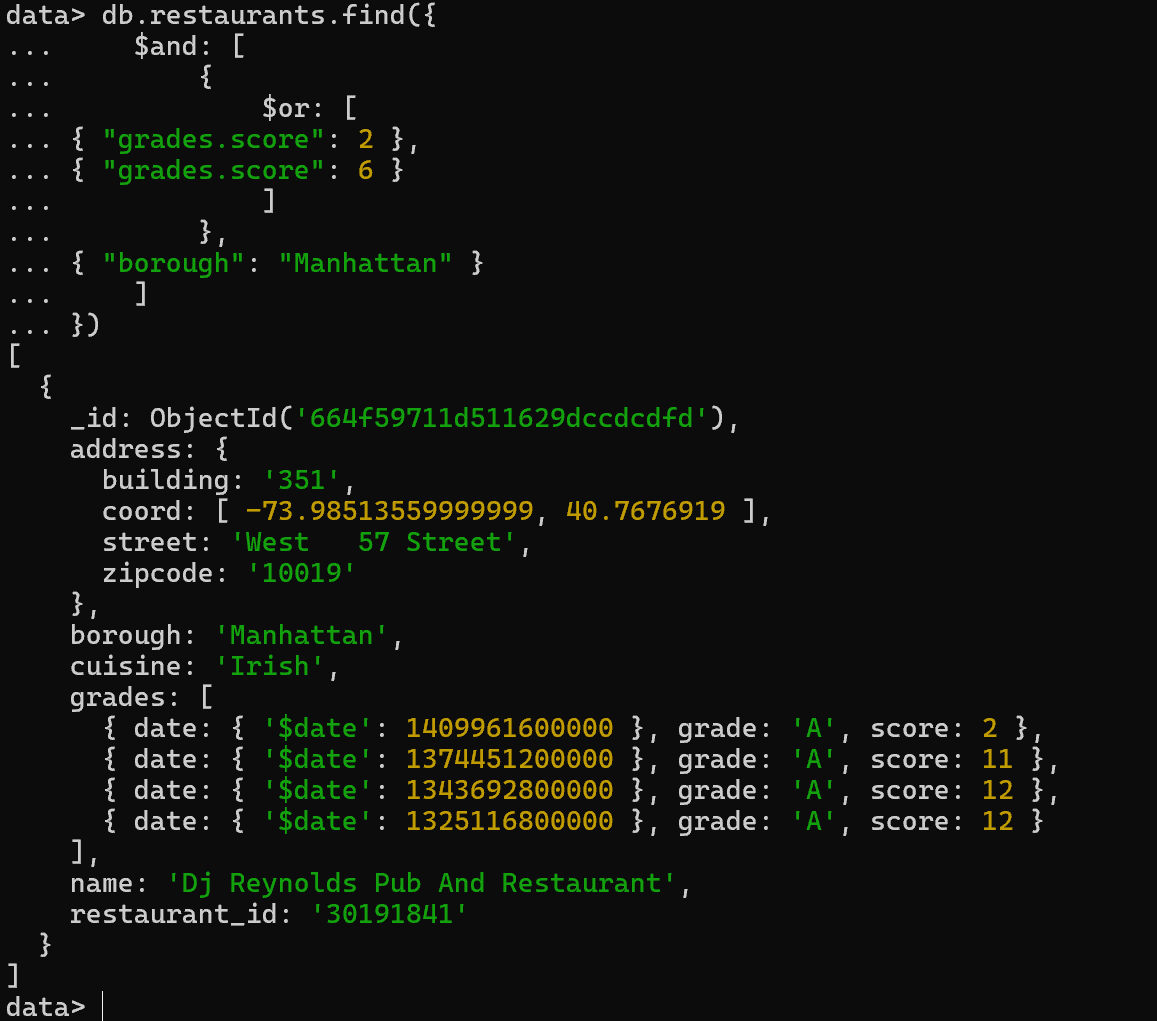 data> db.restaurants.find({
...     $and: [
...         {
...             $or: [
... { "grades.score": 2 },
... { "grades.score": 6 }
...             ]
...         },
... { "borough": "Manhattan" }
...     ]
... })
[
  {
    _id: ObjectId('664f59711d511629dccdcdfd'),
    address: {
      building: '351',
      coord: [ -73.98513559999999, 40.7676919 ],
      street: 'West   57 Street',
      zipcode: '10019'
    },
    borough: 'Manhattan',
    cuisine: 'Irish',
    grades: [
      { date: { '$date': 1409961600000 }, grade: 'A', score: 2 },
      { date: { '$date': 1374451200000 }, grade: 'A', score: 11 },
      { date: { '$date': 1343692800000 }, grade: 'A', score: 12 },
      { date: { '$date': 1325116800000 }, grade: 'A', score: 12 }
    ],
    name: 'Dj Reynolds Pub And Restaurant',
    restaurant_id: '30191841'
  }
]
data>